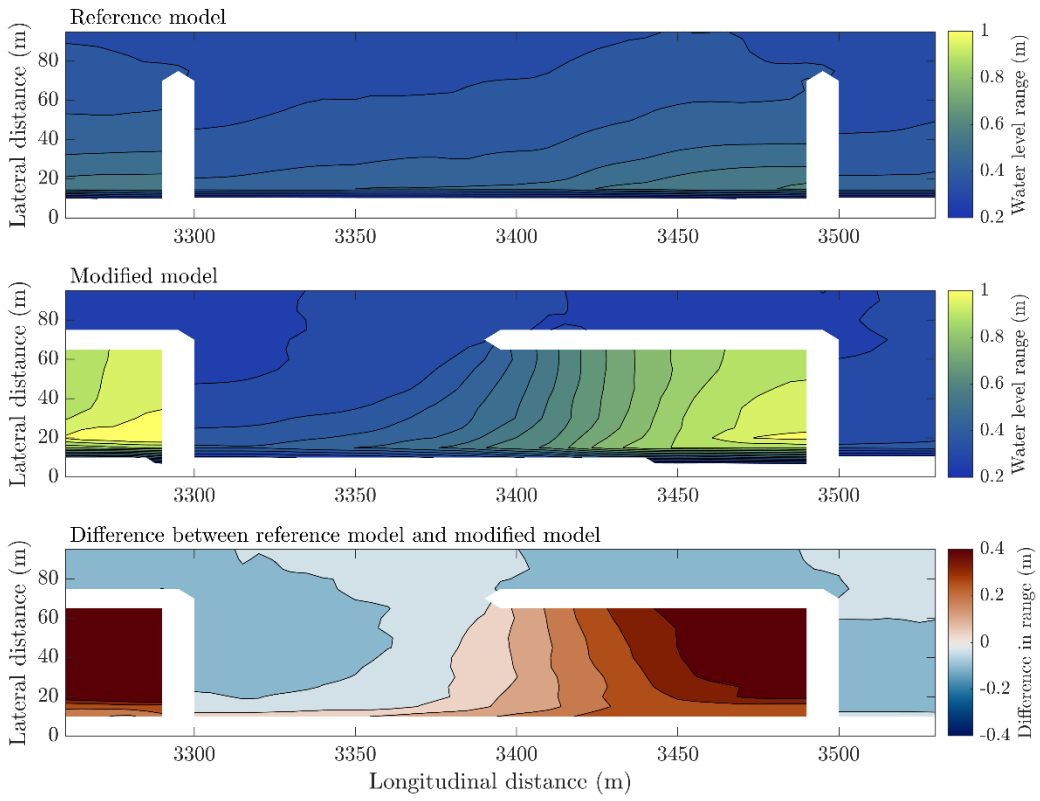 Reference model
Lateral distance (m)
80
60
40
20
0
3300 3350 3400 3450 3500
1
0.8
0.6
0.4
0.2
Water level range (m)
Modified model
Lateral distance (m)
80
60
40
20
0
3300 3350 3400 3450 3500
1
0.8
0.6
0.4
0.2
Water level range (m)
Difference between reference model and modified model
Lateral distance (m)
80
60
40
20
0
3300 3350 3400 3450 3500
Longitudinal distance (m)
0.4
0.2
0
-0.2
-0.4
Difference in range (m)